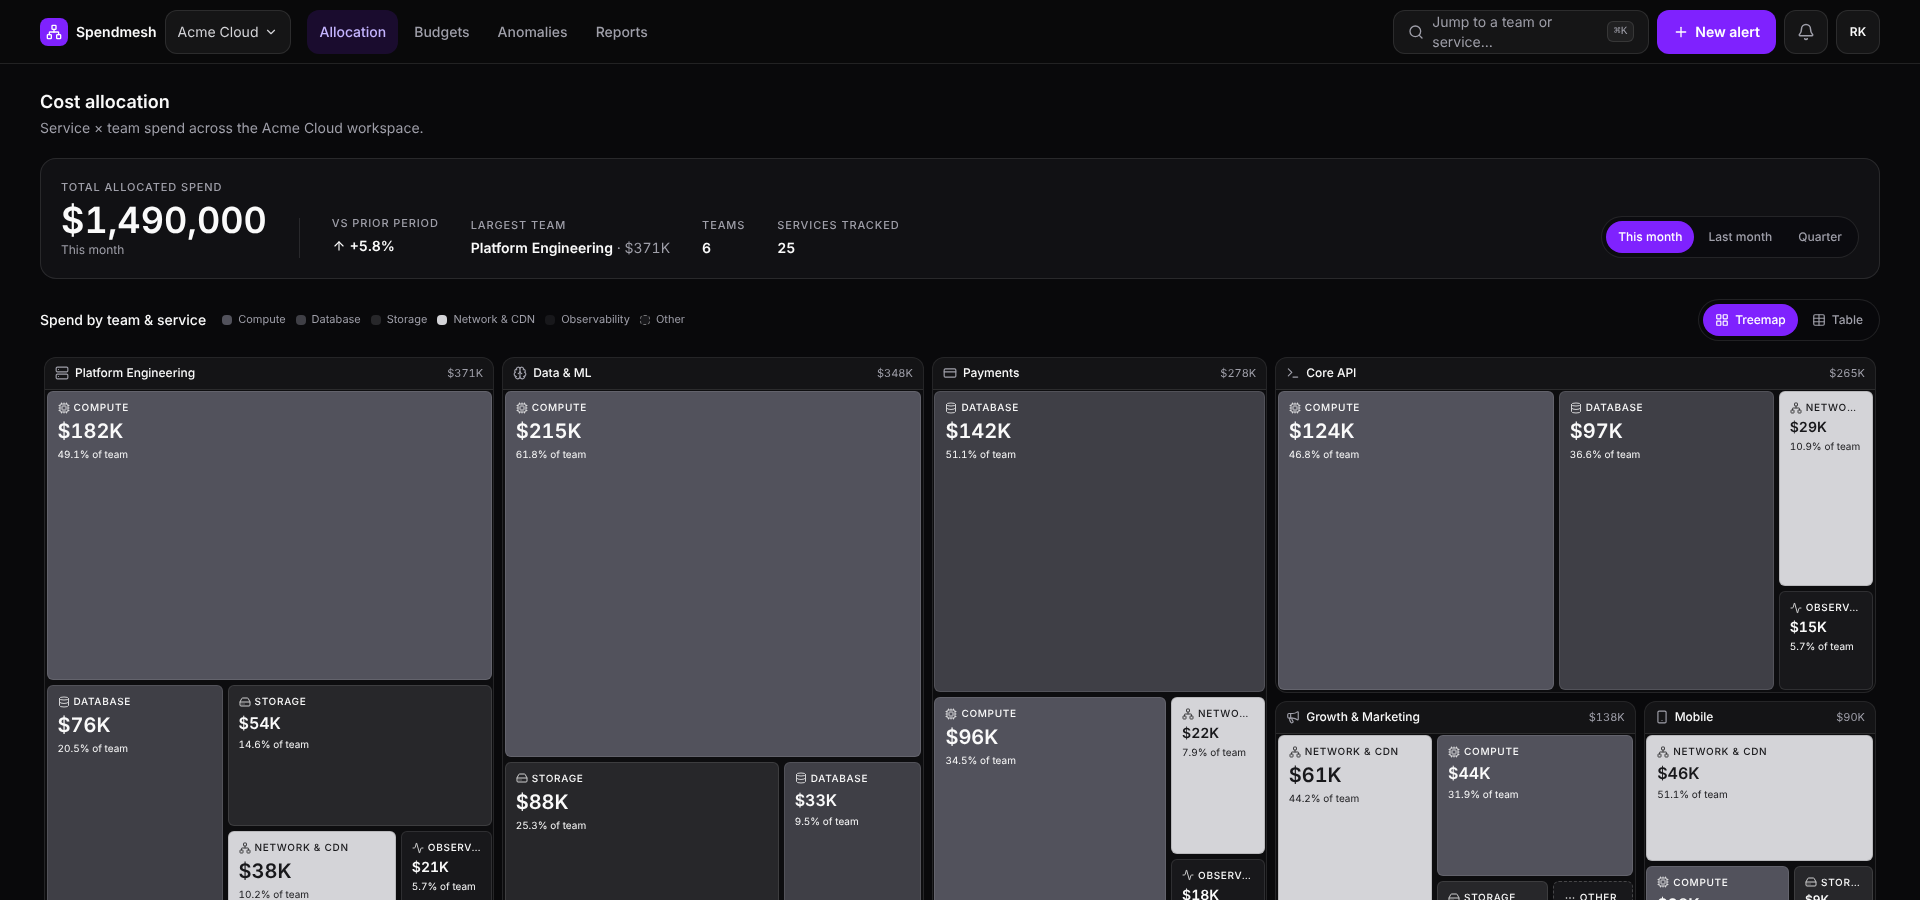 Spendmesh
Acme Cloud
Allocation
Budgets
Anomalies
Reports
Jump to a team or
service...
⌘K
New alert
RK
Cost allocation
Service × team spend across the Acme Cloud workspace.
TOTAL ALLOCATED SPEND
$1,490,000
This month
VS PRIOR PERIOD
↑ +5.8%
LARGEST TEAM
Platform Engineering · $371K
TEAMS
6
SERVICES TRACKED
25
This month
Last month
Quarter
Spend by team & service
Compute
Database
Storage
Network & CDN
Observability
Other
Treemap
Table
Platform Engineering
$371K
COMPUTE
$182K
49.1% of team
DATABASE
$76K
20.5% of team
STORAGE
$54K
14.6% of team
NETWORK & CDN
$38K
10.2% of team
OBSERV...
$21K
5.7% of team
Data & ML
$348K
COMPUTE
$215K
61.8% of team
STORAGE
$88K
25.3% of team
DATABASE
$33K
9.5% of team
Payments
$278K
DATABASE
$142K
51.1% of team
COMPUTE
$96K
34.5% of team
NETWO...
$22K
7.9% of team
OBSERV...
$18K
Core API
$265K
COMPUTE
$124K
46.8% of team
DATABASE
$97K
36.6% of team
NETWO...
$29K
10.9% of team
OBSERV...
$15K
5.7% of team
Growth & Marketing
$138K
NETWORK & CDN
$61K
44.2% of team
COMPUTE
$44K
31.9% of team
STORAGE
OTHER
Mobile
$90K
NETWORK & CDN
$46K
51.1% of team
COMPUTE
STOR...
$9K